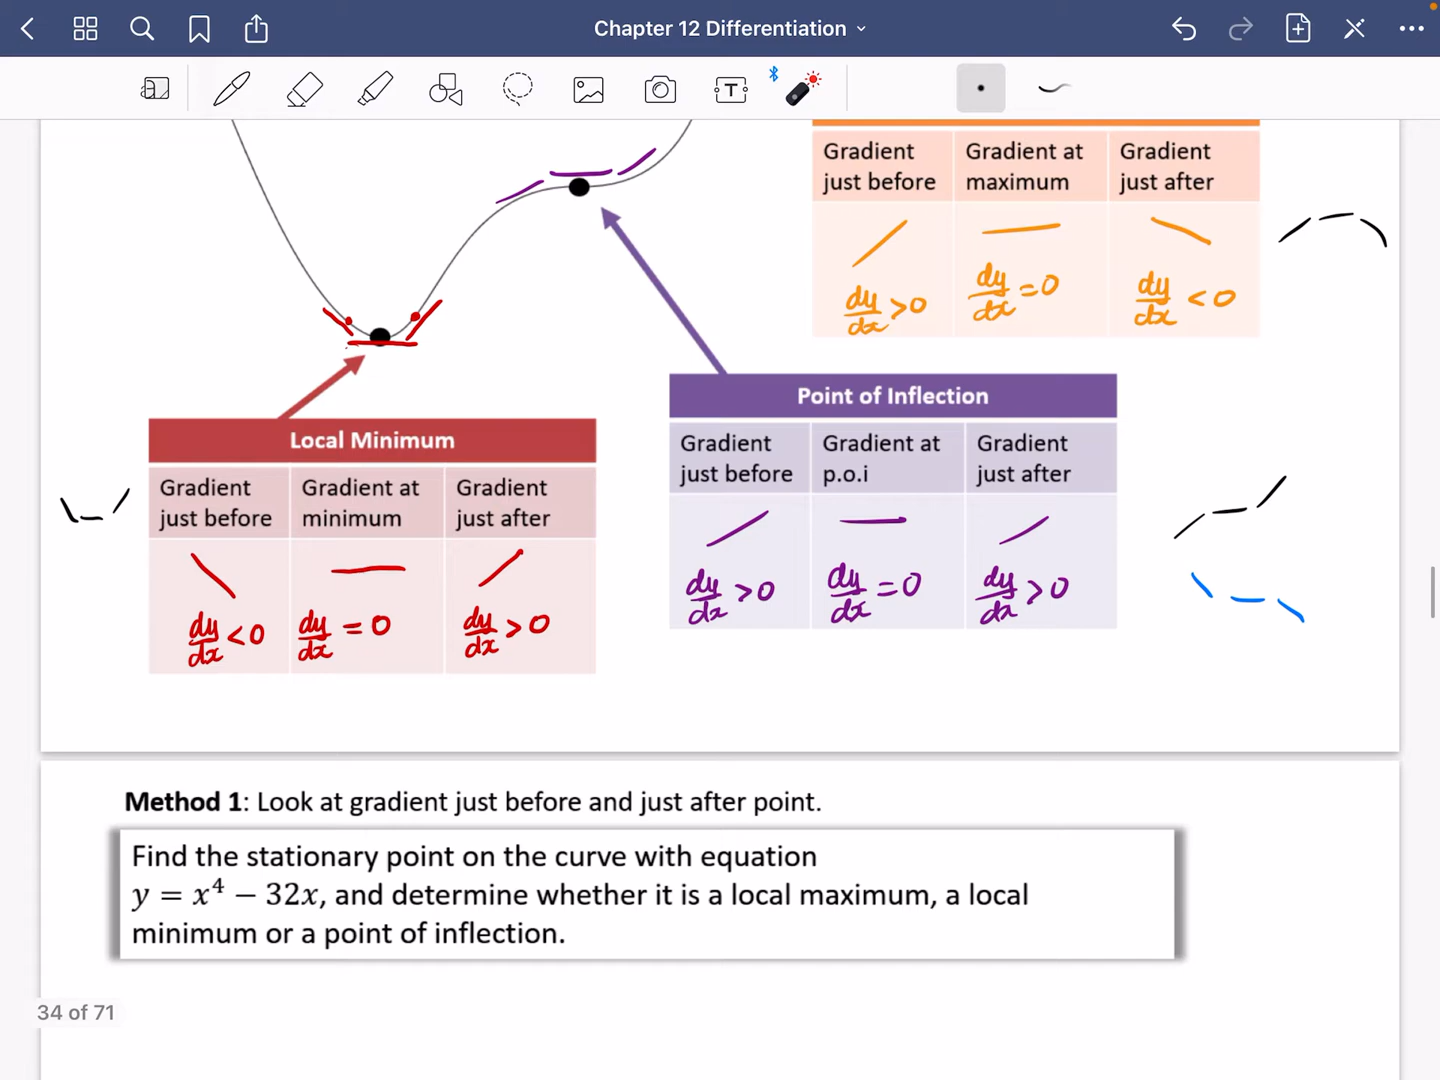 Chapter 12 Differentiation
T
Gradient just before
Gradient at maximum
Gradient just after
dy/dx > 0
dy/dx = 0
dy/dx < 0
Point of Inflection
Gradient just before
Gradient at p.o.i
Gradient just after
dy/dx > 0
dy/dx = 0
dy/dx > 0
Local Minimum
Gradient just before
Gradient at minimum
Gradient just after
dy/dx < 0
dy/dx = 0
dy/dx > 0
Method 1: Look at gradient just before and just after point.
Find the stationary point on the curve with equation
y = x⁴ − 32x, and determine whether it is a local maximum, a local
minimum or a point of inflection.
34 of 71